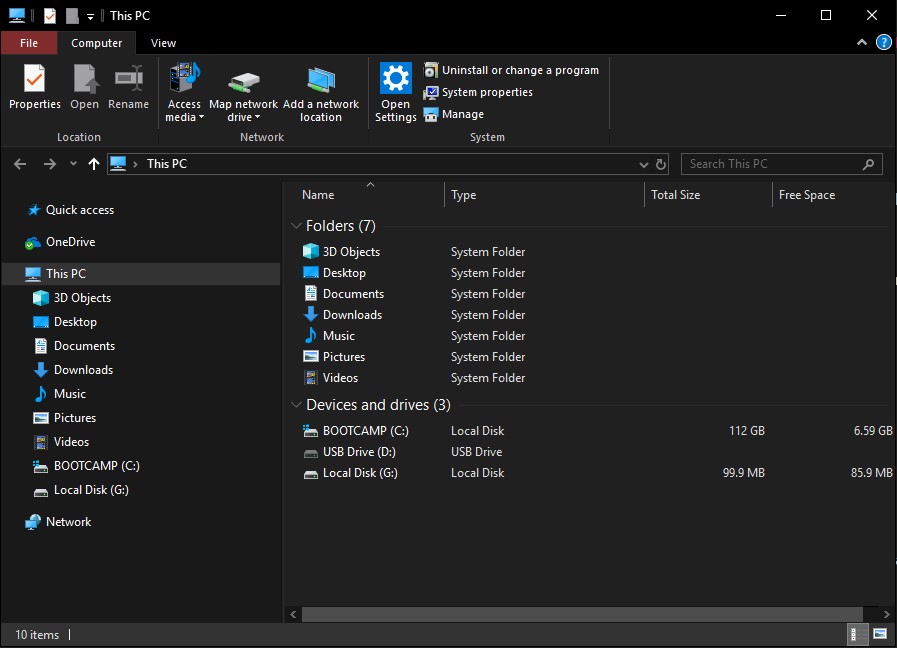 This PC
File Computer View
Properties Open Rename Access media Map network drive Add a network location Open Settings Uninstall or change a program
System properties
Manage
Location Network System
This PC Search This PC
Quick access
OneDrive
This PC
3D Objects
Desktop
Documents
Downloads
Music
Pictures
Videos
BOOTCAMP (C:)
Local Disk (G:)
Network
Name Type Total Size Free Space
Folders (7)
3D Objects System Folder
Desktop System Folder
Documents System Folder
Downloads System Folder
Music System Folder
Pictures System Folder
Videos System Folder
Devices and drives (3)
BOOTCAMP (C:) Local Disk 112 GB 6.59 GB
USB Drive (D:) USB Drive
Local Disk (G:) Local Disk 99.9 MB 85.9 MB
10 items